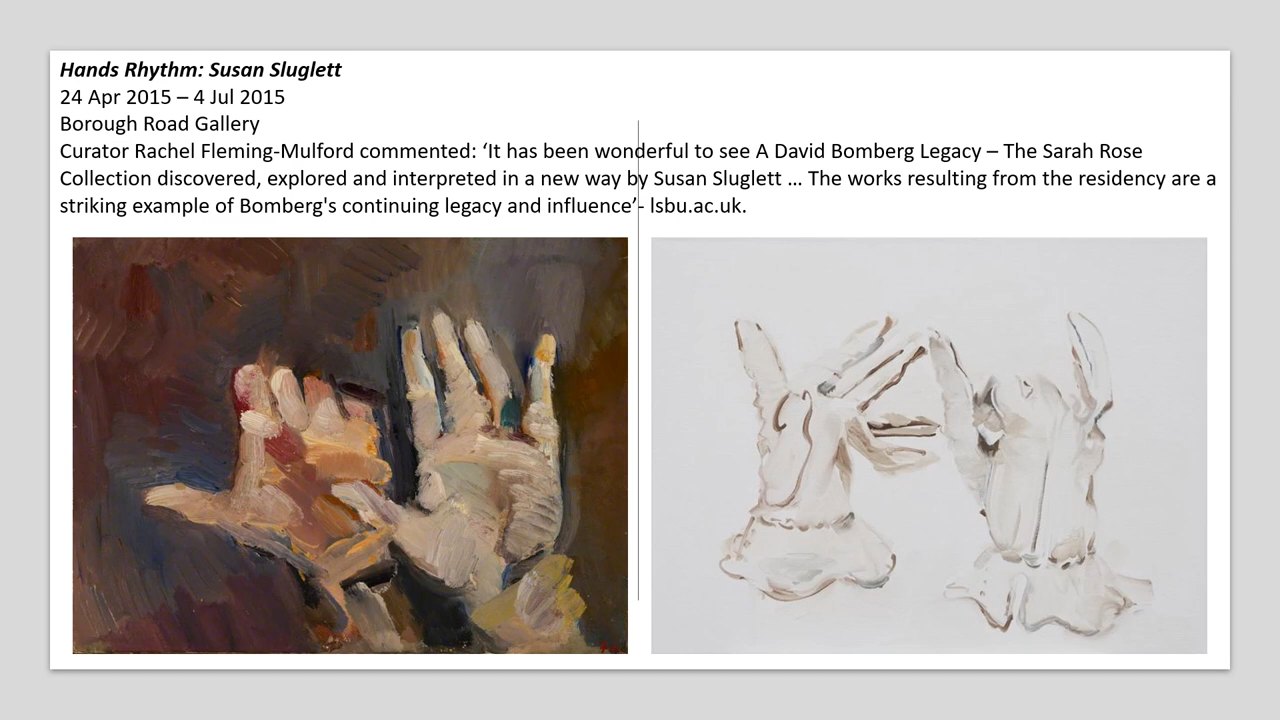 Hands Rhythm: Susan Sluglett
24 Apr 2015 – 4 Jul 2015
Borough Road Gallery
Curator Rachel Fleming-Mulford commented: ‘It has been wonderful to see A David Bomberg Legacy – The Sarah Rose
Collection discovered, explored and interpreted in a new way by Susan Sluglett … The works resulting from the residency are a
striking example of Bomberg's continuing legacy and influence’- lsbu.ac.uk.